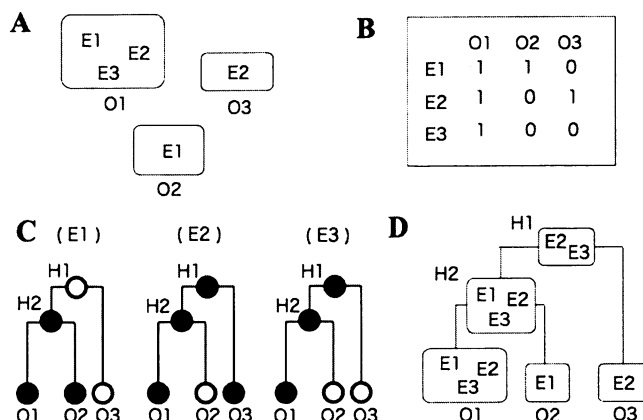 A
E1
E2
E3
O1
E2
O3
E1
O2
B
O1 O2 O3
E1 1 1 0
E2 1 0 1
E3 1 0 0
C
(E1) (E2) (E3)
H1 H1 H1
H2 H2 H2
O1 O2 O3 O1 O2 O3 O1 O2 O3
D
H1
E2
E3
H2
E1
E2
E3
E1
E2
E3
E1
E2
O1 O2 O3